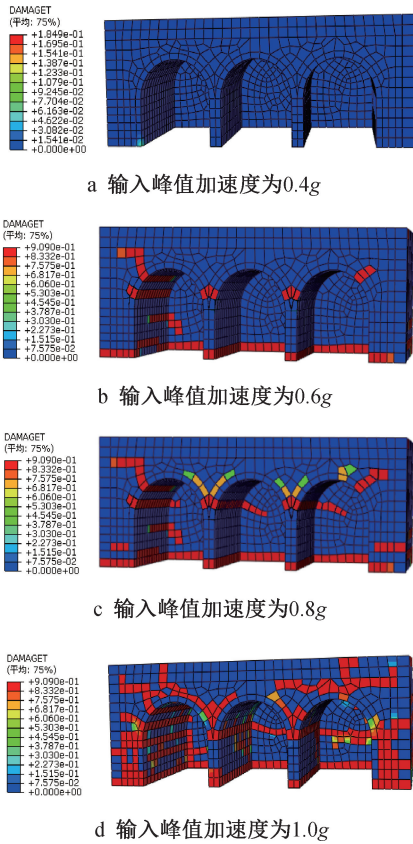 DAMAGET
(平均: 75%)
+1.849e-01
+1.695e-01
+1.541e-01
+1.387e-01
+1.233e-01
+1.079e-01
+9.245e-02
+7.704e-02
+6.163e-02
+4.622e-02
+3.082e-02
+1.541e-02
+0.000e+00
a 输入峰值加速度为0.4g
DAMAGET
(平均: 75%)
+9.090e-01
+8.332e-01
+7.575e-01
+6.817e-01
+6.060e-01
+5.303e-01
+4.545e-01
+3.787e-01
+3.030e-01
+2.273e-01
+1.515e-01
+7.575e-02
+0.000e+00
b 输入峰值加速度为0.6g
DAMAGET
(平均: 75%)
+9.090e-01
+8.332e-01
+7.575e-01
+6.817e-01
+6.060e-01
+5.303e-01
+4.545e-01
+3.787e-01
+3.030e-01
+2.273e-01
+1.515e-01
+7.575e-02
+0.000e+00
c 输入峰值加速度为0.8g
DAMAGET
(平均: 75%)
+9.090e-01
+8.332e-01
+7.575e-01
+6.817e-01
+6.060e-01
+5.303e-01
+4.545e-01
+3.787e-01
+3.030e-01
+2.273e-01
+1.515e-01
+7.575e-02
+0.000e+00
d 输入峰值加速度为1.0g